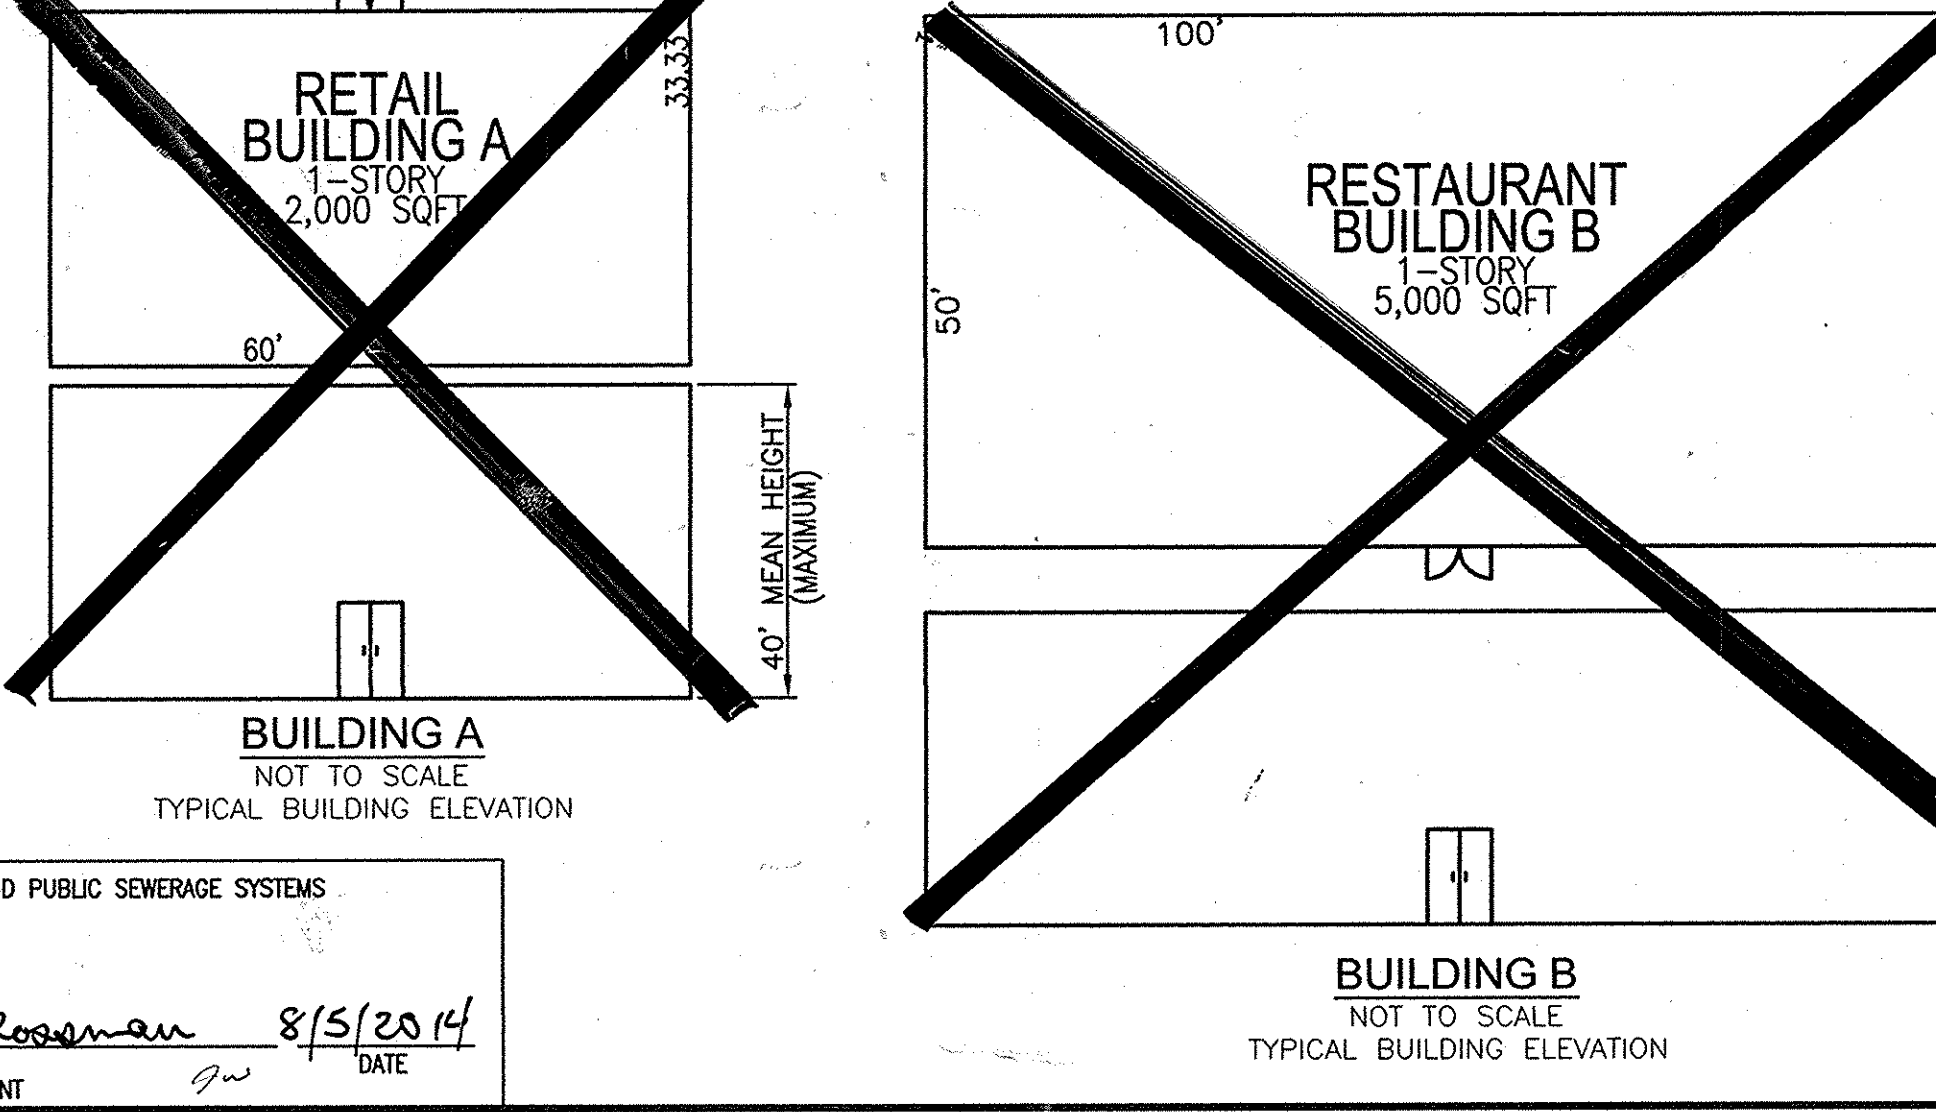 33.33
RETAIL
BUILDING A
1-STORY
2,000 SQFT
60'
40' MEAN HEIGHT
(MAXIMUM)
BUILDING A
NOT TO SCALE
TYPICAL BUILDING ELEVATION
100'
RESTAURANT
BUILDING B
1-STORY
5,000 SQFT
50'
BUILDING B
NOT TO SCALE
TYPICAL BUILDING ELEVATION
D PUBLIC SEWERAGE SYSTEMS
8/5/2014
DATE
NT